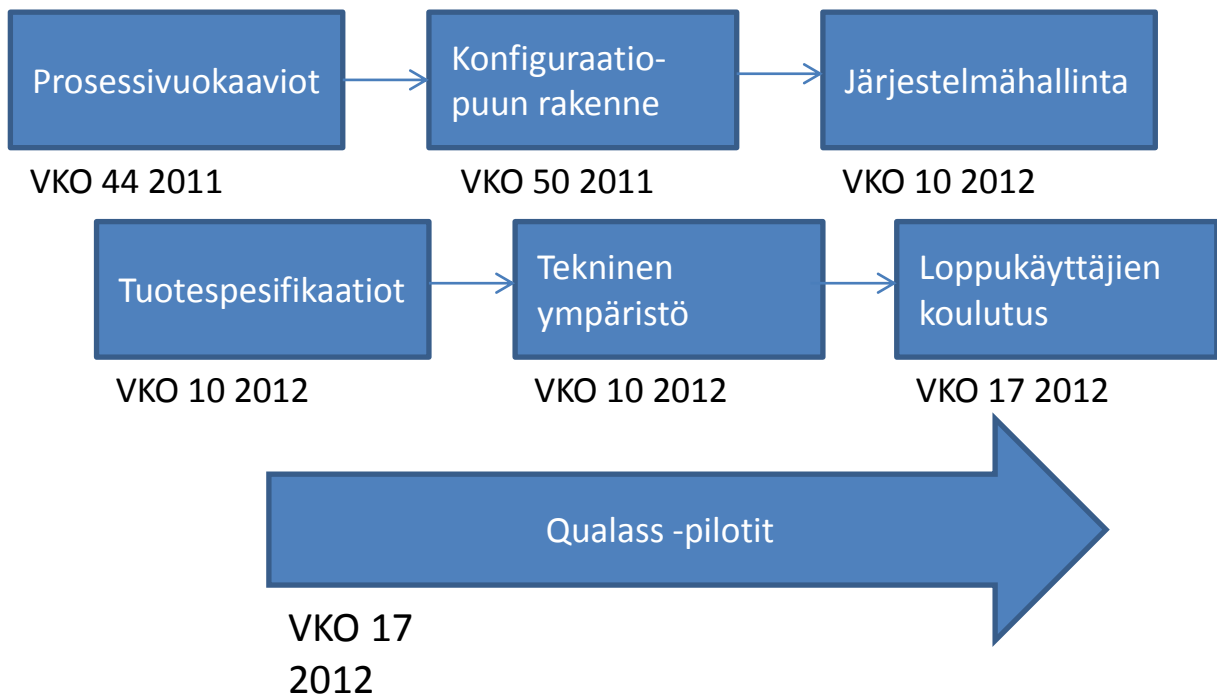 Prosessivuokaaviot
Konfiguraatio-
puun rakenne
Järjestelmähallinta
VKO 44 2011
VKO 50 2011
VKO 10 2012
Tuotespesifikaatiot
Tekninen
ympäristö
Loppukäyttäjien
koulutus
VKO 10 2012
VKO 10 2012
VKO 17 2012
Qualass -pilotit
VKO 17
2012